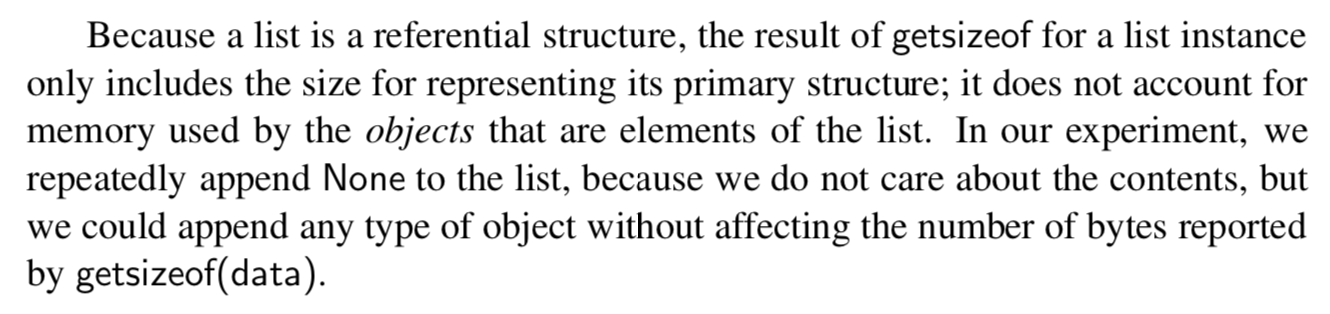 Because a list is a referential structure, the result of getsizeof for a list instance
only includes the size for representing its primary structure; it does not account for
memory used by the objects that are elements of the list. In our experiment, we
repeatedly append None to the list, because we do not care about the contents, but
we could append any type of object without affecting the number of bytes reported
by getsizeof(data).